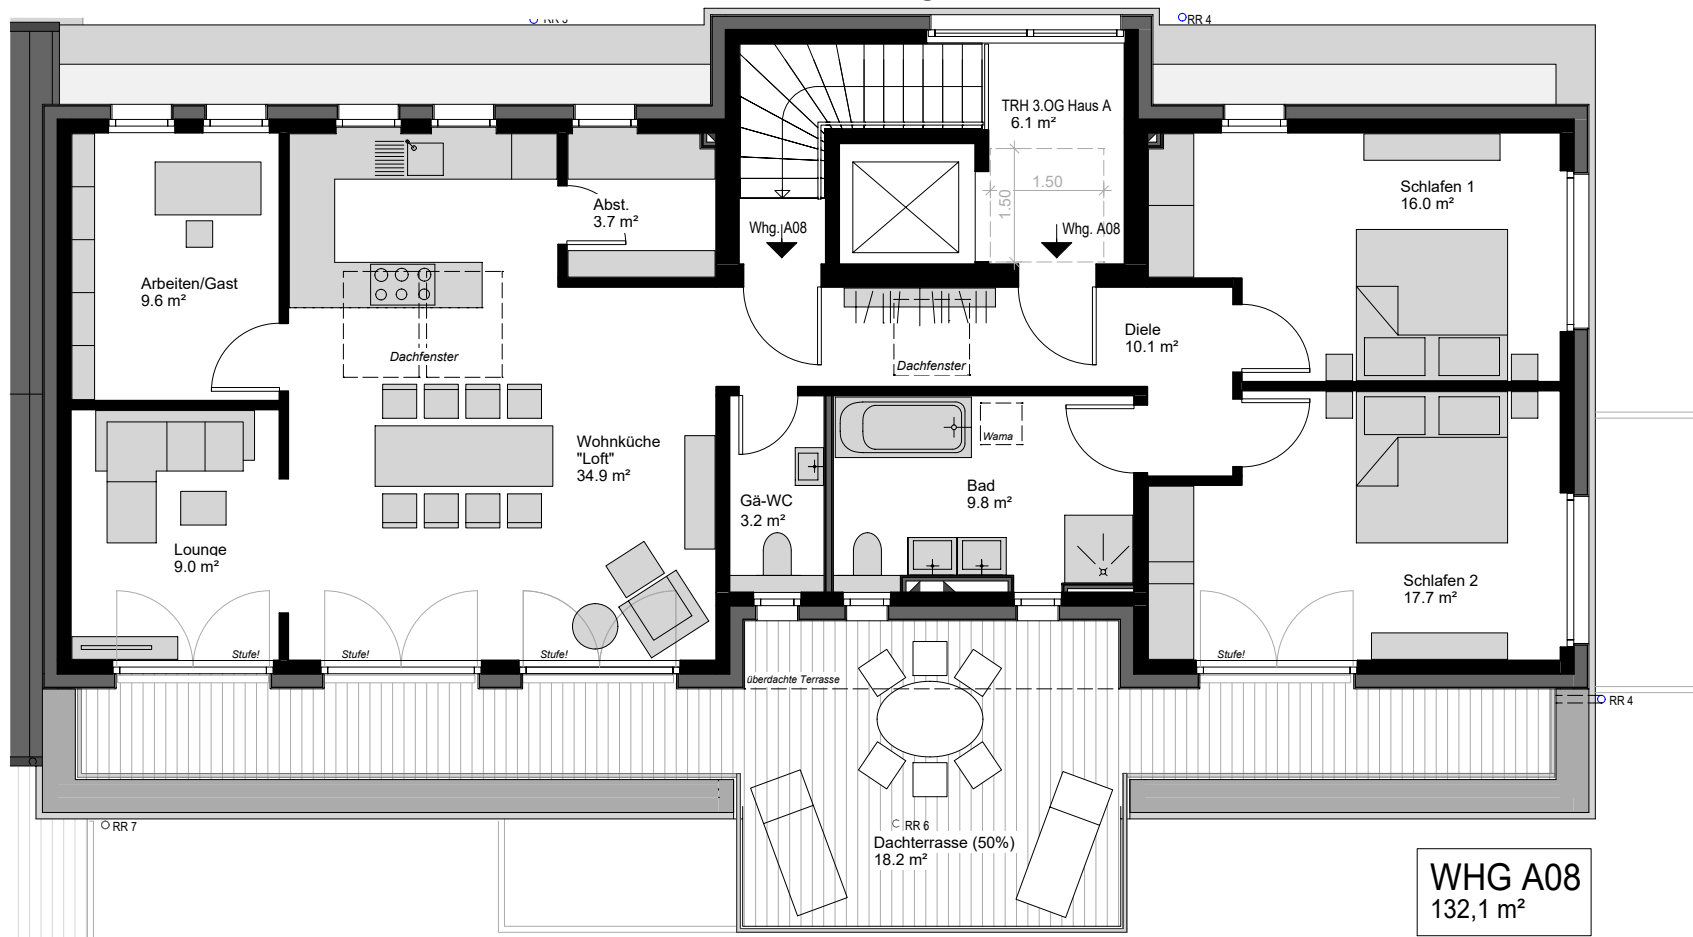 RR 4
TRH 3.OG Haus A
6.1 m²
1.50
1.50
Whg. A08
Whg. A08
Abst.
3.7 m²
Schlafen 1
16.0 m²
Arbeiten/Gast
9.6 m²
Dachfenster
Dachfenster
Diele
10.1 m²
Wohnküche
"Loft"
34.9 m²
Wama
Bad
9.8 m²
Gä-WC
3.2 m²
Lounge
9.0 m²
Schlafen 2
17.7 m²
Stufe!
Stufe!
Stufe!
Stufe!
überdachte Terrasse
RR 4
RR 7
RR 6
Dachterrasse (50%)
18.2 m²
WHG A08
132,1 m²